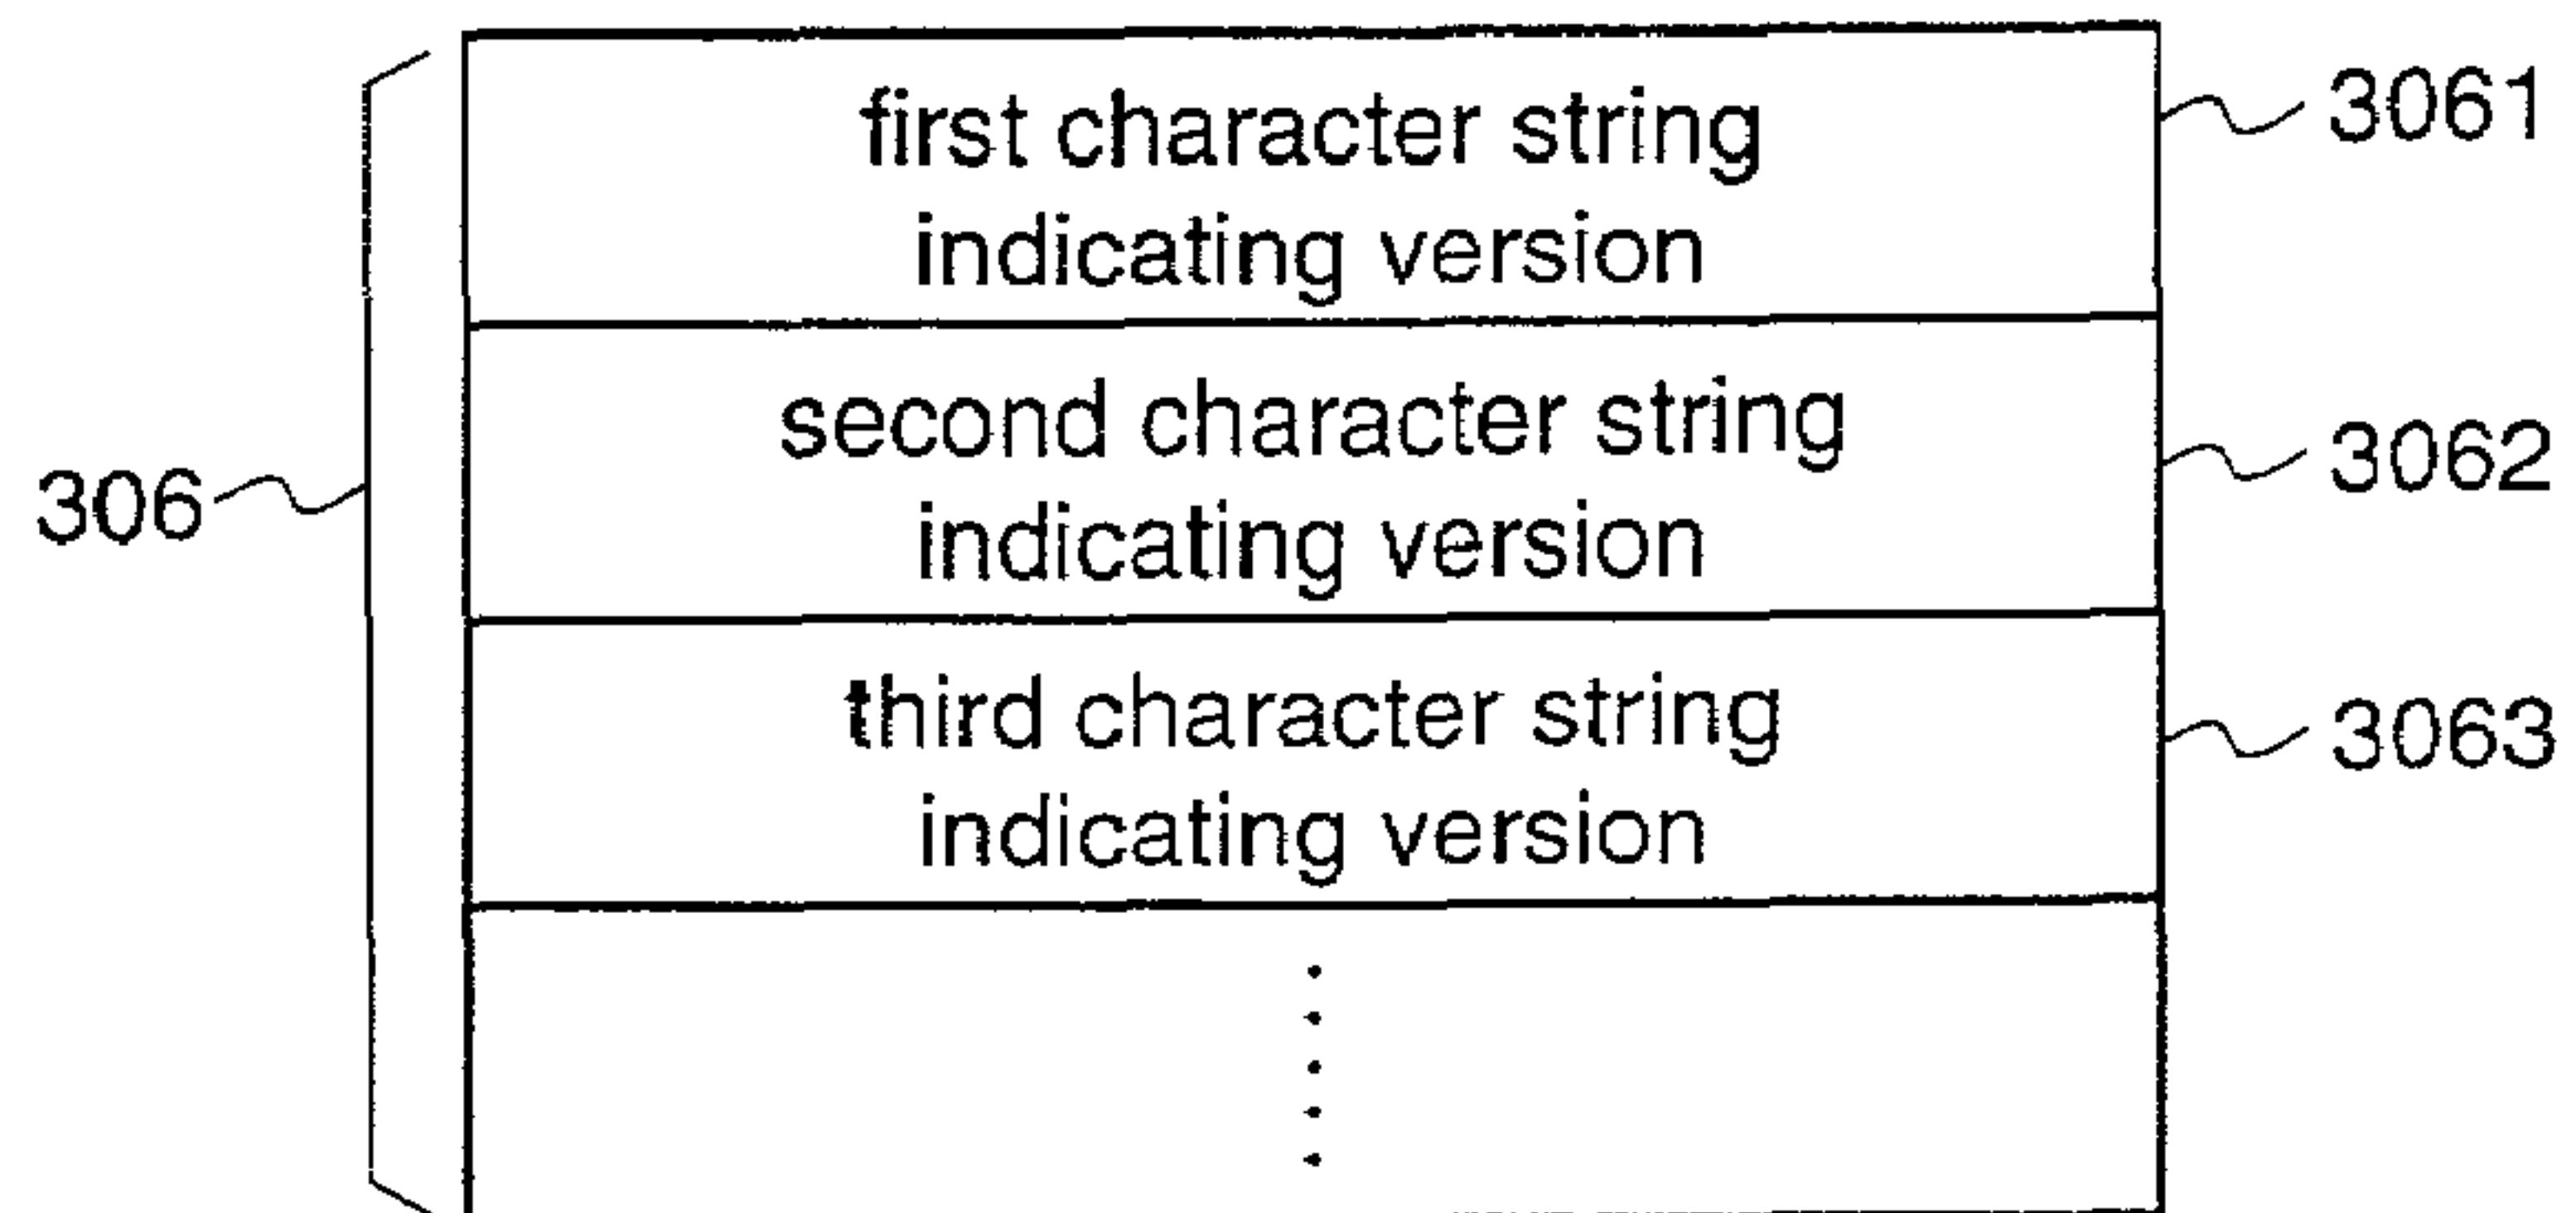 first character string
indicating version
3061
second character string
indicating version
3062
306
third character string
indicating version
3063